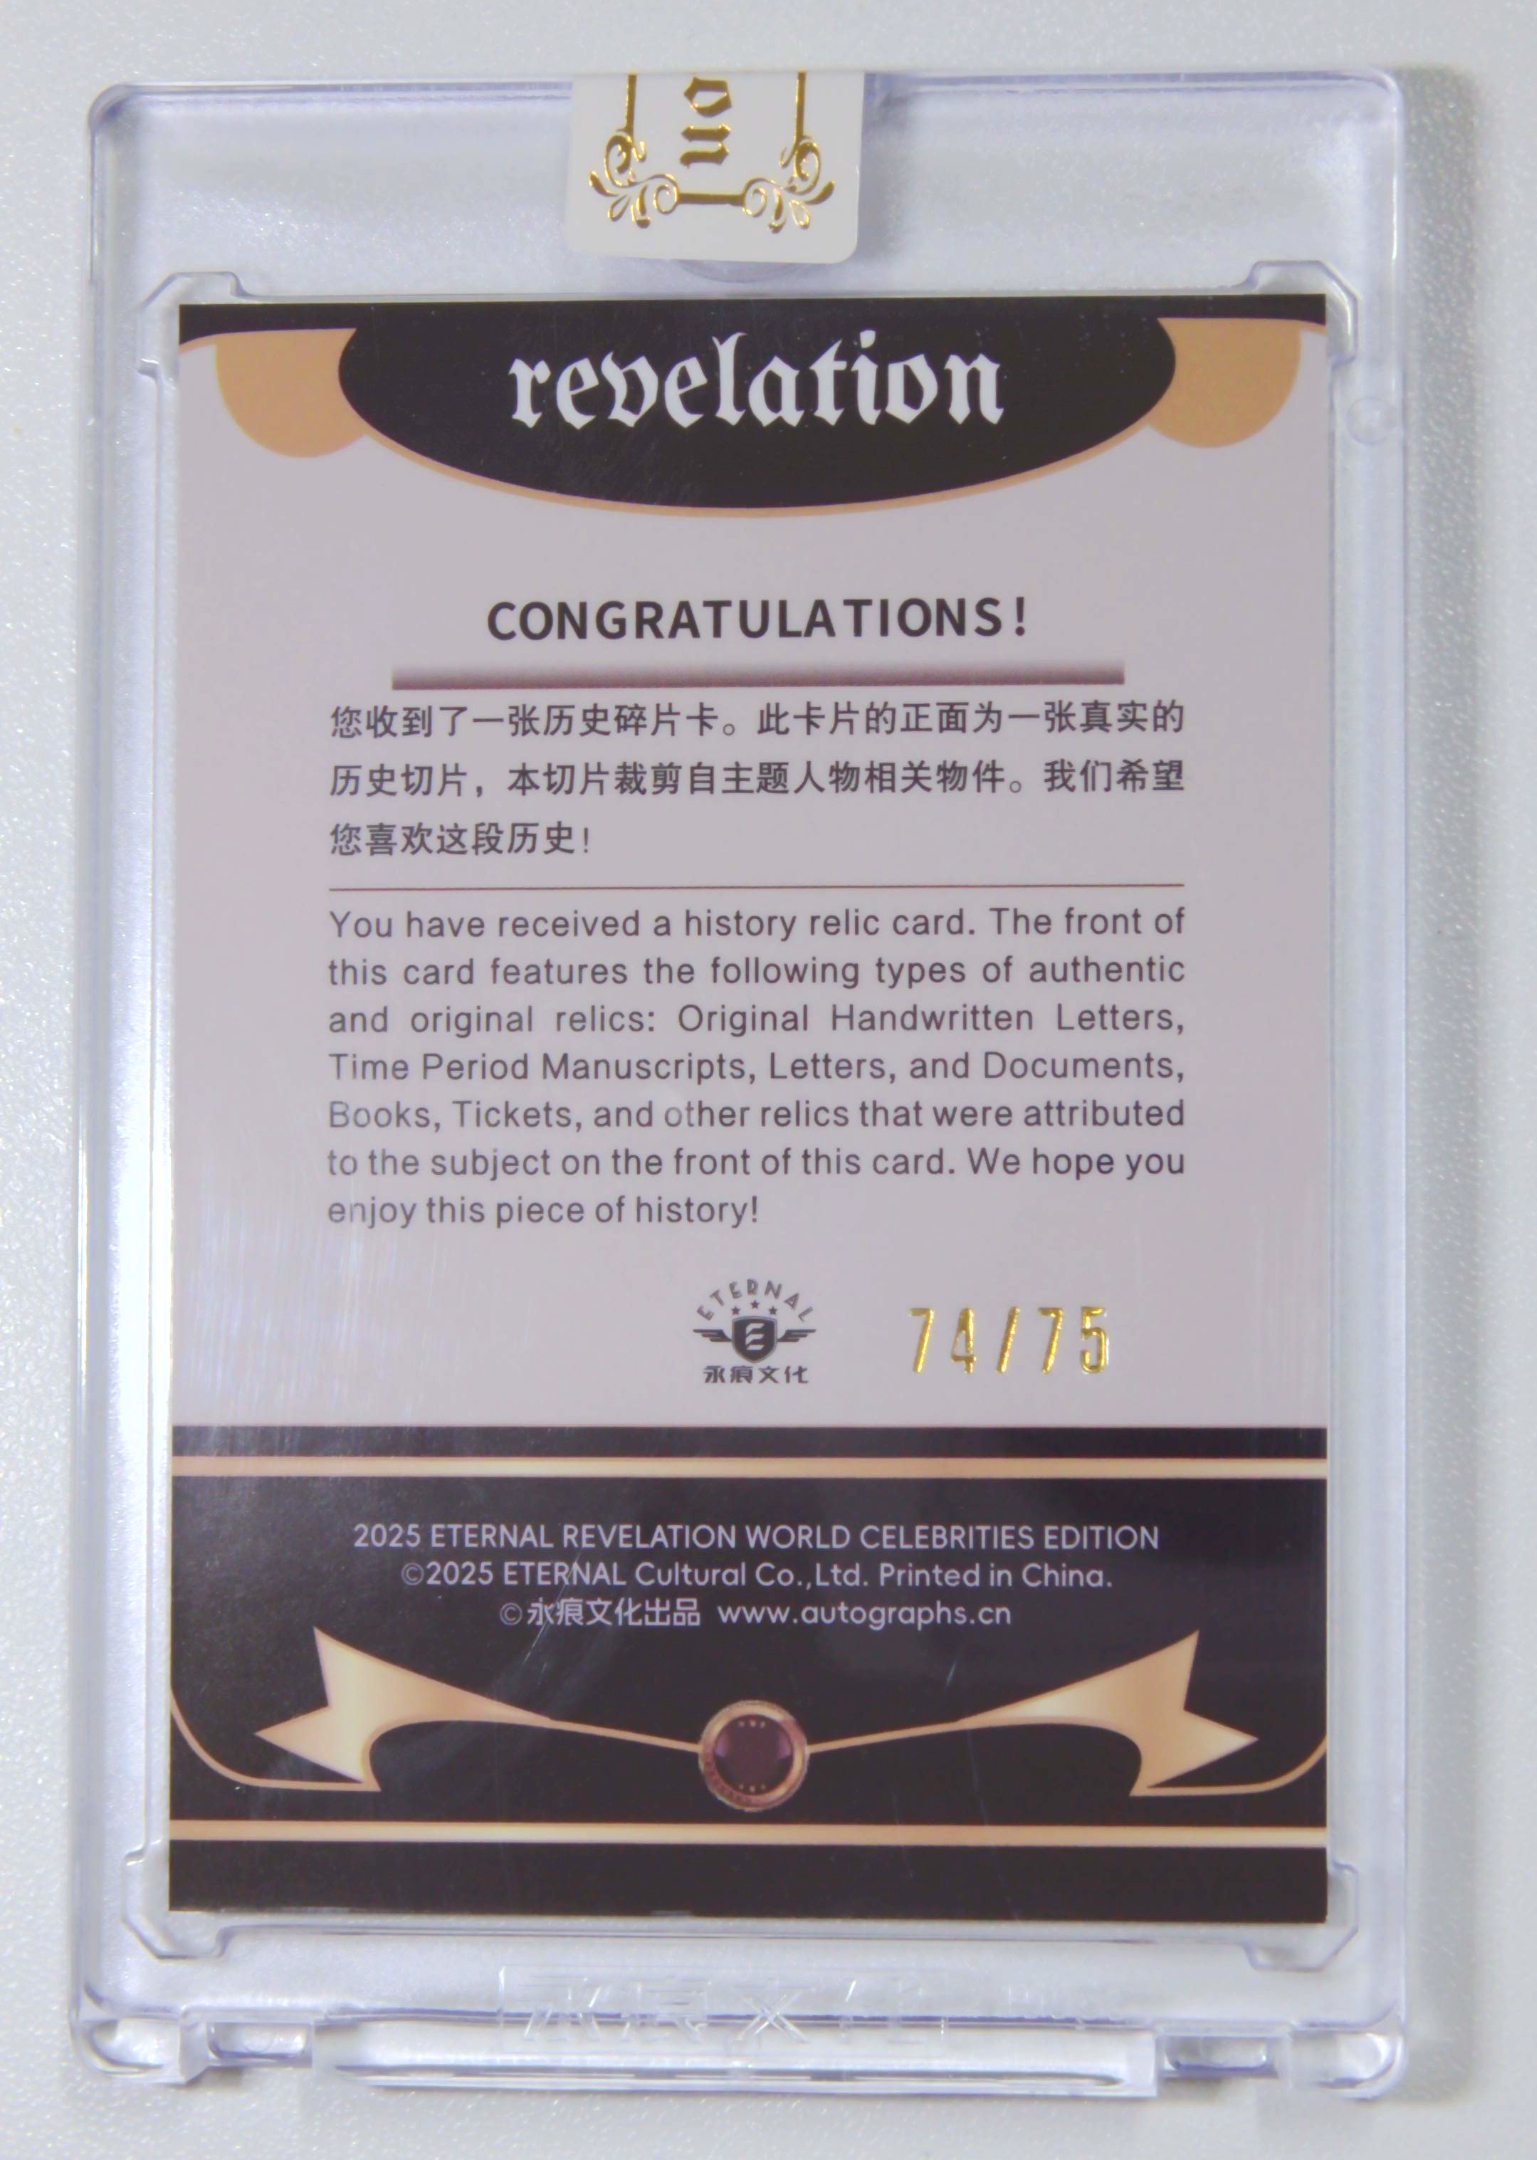 on
revelation
CONGRATULATIONS!
您收到了一张历史碎片卡。此卡片的正面为一张真实的
历史切片，本切片裁剪自主题人物相关物件。我们希望
您喜欢这段历史！
You have received a history relic card. The front of
this card features the following types of authentic
and original relics: Original Handwritten Letters,
Time Period Manuscripts, Letters, and Documents,
Books, Tickets, and other relics that were attributed
to the subject on the front of this card. We hope you
enjoy this piece of history!
ETERNAL
永痕文化
74/75
2025 ETERNAL REVELATION WORLD CELEBRITIES EDITION
©2025 ETERNAL Cultural Co.,Ltd. Printed in China.
©永痕文化出品 www.autographs.cn
永痕文化